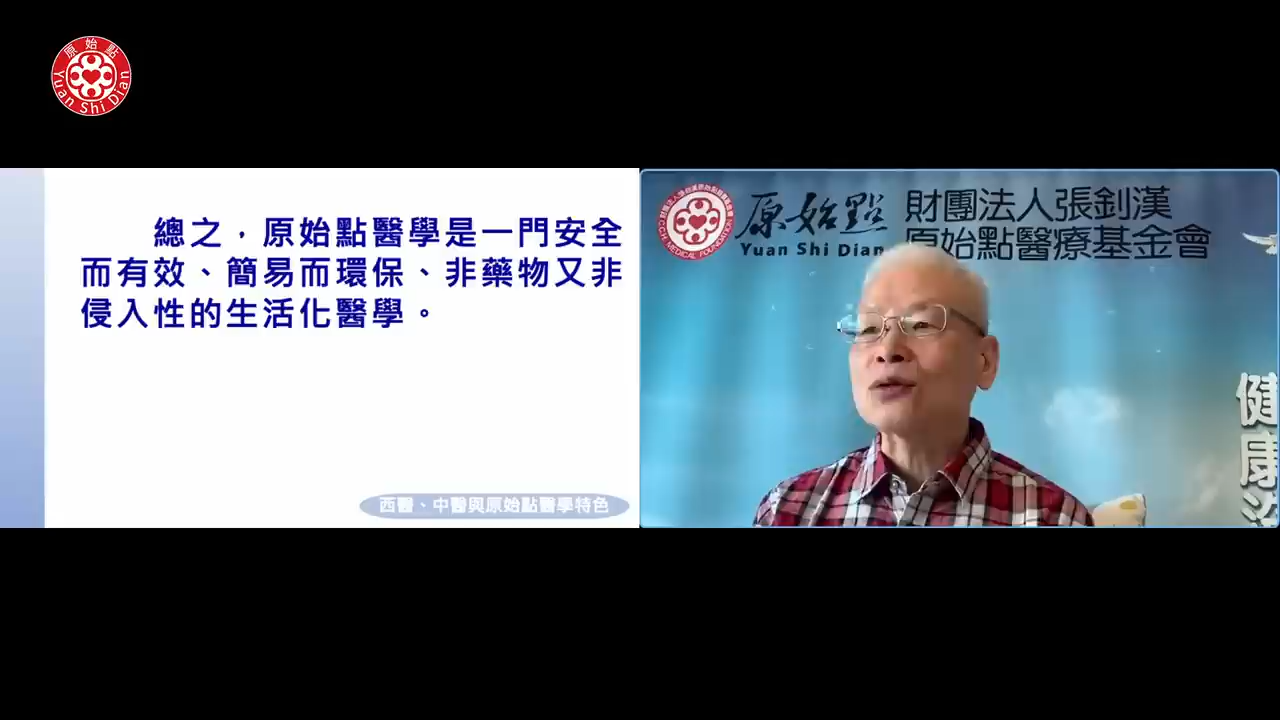 原始點
Yuan Shi Dian
總之，原始點醫學是一門安全
而有效、簡易而環保、非藥物又非
侵入性的生活化醫學。
西醫、中醫與原始點醫學特色
原始點
Yuan Shi Dian
財團法人張釗漢
原始點醫療基金會
健康